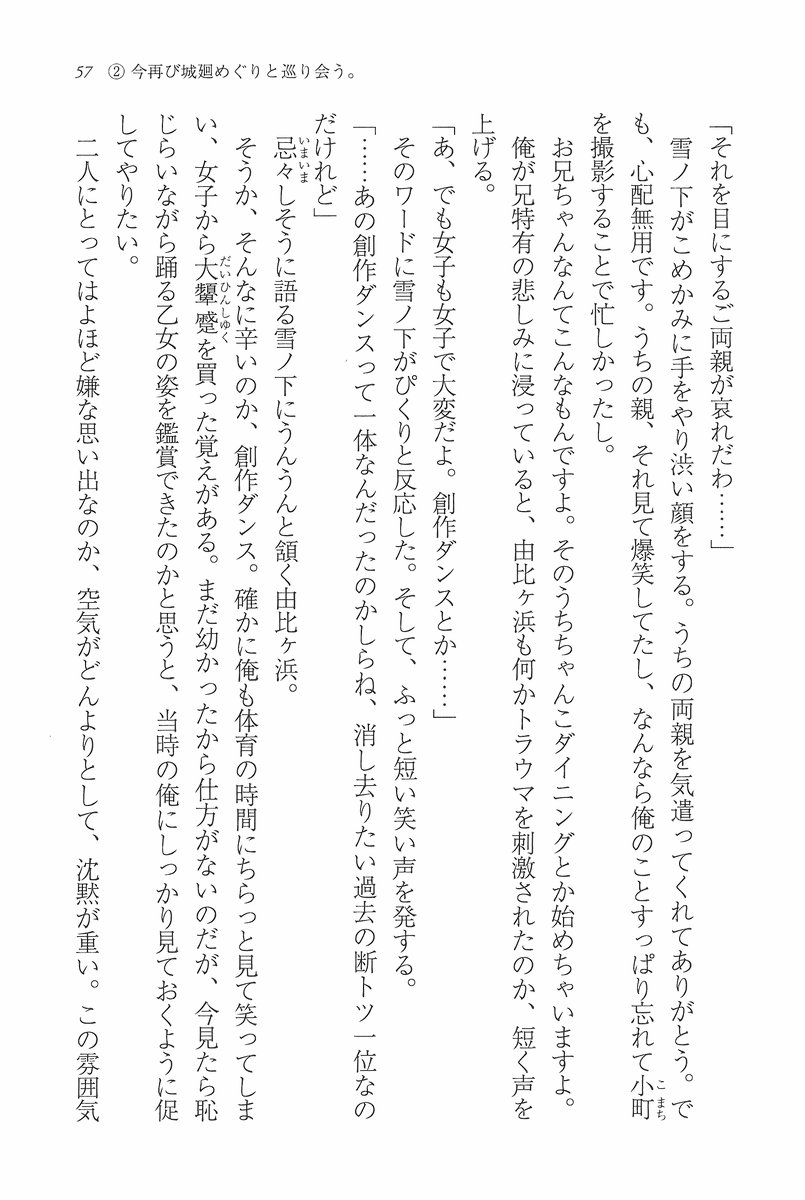 57　② 今再び城廻めぐりと巡り会う。
「それを目にするご両親が哀れだわ……」
　雪ノ下がこめかみに手をやり渋い顔をする。うちの両親を気遣ってくれてありがとう。で
も、心配無用です。うちの親、それ見て爆笑してたし、なんなら俺のことすっぱり忘れて小町
こまち
を撮影することで忙しかったし。
　お兄ちゃんなんてこんなもんですよ。そのうちちゃんこダイニングとか始めちゃいますよ。
　俺が兄特有の悲しみに浸っていると、由比ヶ浜も何かトラウマを刺激されたのか、短く声を
上げる。
「あ、でも女子も女子で大変だよ。創作ダンスとか……」
　そのワードに雪ノ下がぴくりと反応した。そして、ふっと短い笑い声を発する。
「……あの創作ダンスって一体なんだったのかしらね、消し去りたい過去の断トツ一位なの
だけれど」
　忌々しそうに語る雪ノ下にうんうんと頷く由比ヶ浜。
いまいま
　そうか、そんなに辛いのか、創作ダンス。確かに俺も体育の時間にちらっと見て笑ってしま
い、女子から大顰蹙を買った覚えがある。まだ幼かったから仕方がないのだが、今見たら恥
だいひんしゅく
じらいながら踊る乙女の姿を鑑賞できたのかと思うと、当時の俺にしっかり見ておくように促
してやりたい。
　二人にとってはよほど嫌な思い出なのか、空気がどんよりとして、沈黙が重い。この雰囲気